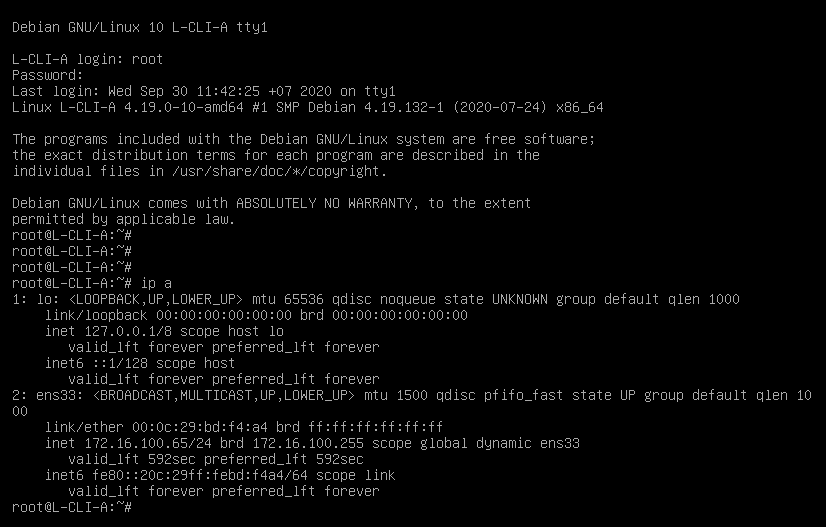 Debian GNU/Linux 10 L-CLI-A tty1
L-CLI-A login: root
Password:
Last login: Wed Sep 30 11:42:25 +07 2020 on tty1
Linux L-CLI-A 4.19.0-10-amd64 #1 SMP Debian 4.19.132-1 (2020-07-24) x86_64
The programs included with the Debian GNU/Linux system are free software;
the exact distribution terms for each program are described in the
individual files in /usr/share/doc/*/copyright.
Debian GNU/Linux comes with ABSOLUTELY NO WARRANTY, to the extent
permitted by applicable law.
root@L-CLI-A:~#
root@L-CLI-A:~#
root@L-CLI-A:~#
root@L-CLI-A:~# ip a
1: lo: <LOOPBACK,UP,LOWER_UP> mtu 65536 qdisc noqueue state UNKNOWN group default qlen 1000
    link/loopback 00:00:00:00:00:00 brd 00:00:00:00:00:00
    inet 127.0.0.1/8 scope host lo
       valid_lft forever preferred_lft forever
    inet6 ::1/128 scope host
       valid_lft forever preferred_lft forever
2: ens33: <BROADCAST,MULTICAST,UP,LOWER_UP> mtu 1500 qdisc pfifo_fast state UP group default qlen 10
00
    link/ether 00:0c:29:bd:f4:a4 brd ff:ff:ff:ff:ff:ff
    inet 172.16.100.65/24 brd 172.16.100.255 scope global dynamic ens33
       valid_lft 592sec preferred_lft 592sec
    inet6 fe80::20c:29ff:febd:f4a4/64 scope link
       valid_lft forever preferred_lft forever
root@L-CLI-A:~#